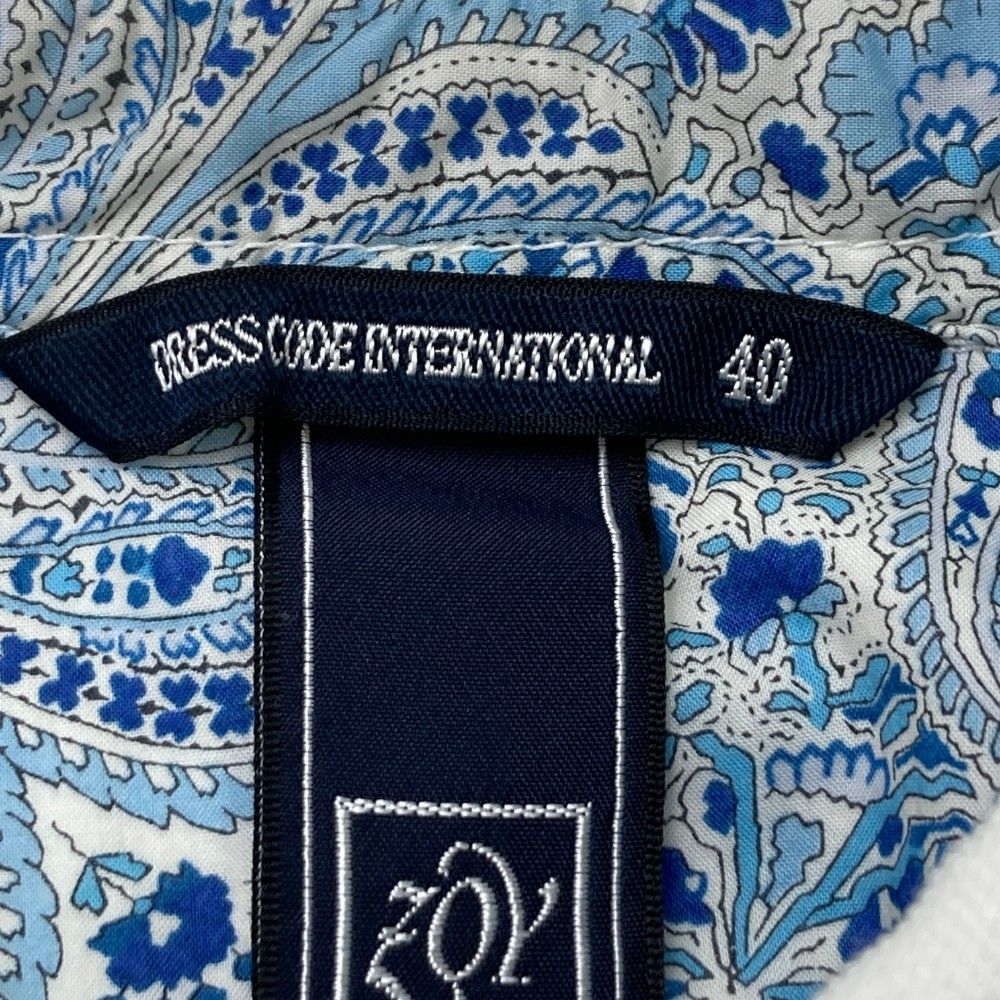 DRESS CODE INTERNATIONAL 40
ZOY